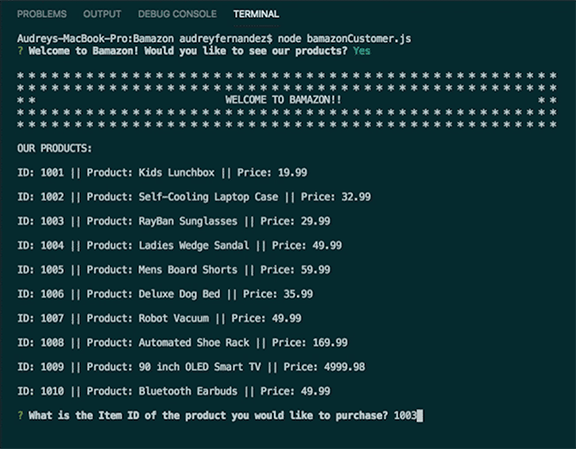 PROBLEMS OUTPUT DEBUG CONSOLE TERMINAL
Audreys-MacBook-Pro:Bamazon audreyfernandez$ node bamazonCustomer.js
? Welcome to Bamazon! Would you like to see our products? Yes
* * * * * * * * * * * * * * * * * * * * * * * * * * * * * * * * * * * * * * *
* * * * * * * * * * * * * * * * * * * * * * * * * * * * * * * * * * * * * * *
* * WELCOME TO BAMAZON!! * *
* * * * * * * * * * * * * * * * * * * * * * * * * * * * * * * * * * * * * * *
* * * * * * * * * * * * * * * * * * * * * * * * * * * * * * * * * * * * * * *
OUR PRODUCTS:
ID: 1001 || Product: Kids Lunchbox || Price: 19.99
ID: 1002 || Product: Self-Cooling Laptop Case || Price: 32.99
ID: 1003 || Product: RayBan Sunglasses || Price: 29.99
ID: 1004 || Product: Ladies Wedge Sandal || Price: 49.99
ID: 1005 || Product: Mens Board Shorts || Price: 59.99
ID: 1006 || Product: Deluxe Dog Bed || Price: 35.99
ID: 1007 || Product: Robot Vacuum || Price: 49.99
ID: 1008 || Product: Automated Shoe Rack || Price: 169.99
ID: 1009 || Product: 90 inch OLED Smart TV || Price: 4999.98
ID: 1010 || Product: Bluetooth Earbuds || Price: 49.99
? What is the Item ID of the product you would like to purchase? 1003